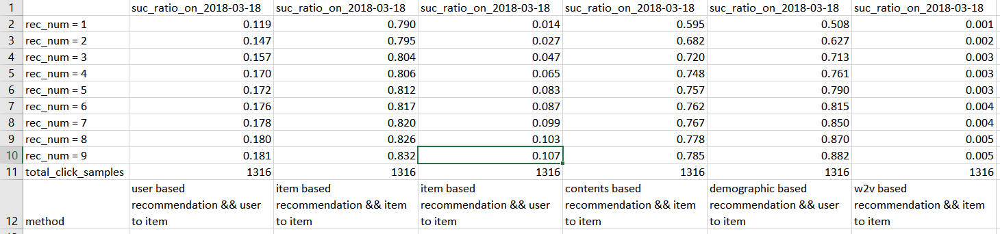 1 suc_ratio_on_2018-03-18 suc_ratio_on_2018-03-18 suc_ratio_on_2018-03-18 suc_ratio_on_2018-03-18 suc_ratio_on_2018-03-18 suc_ratio_on_2018-03-18
2 rec_num = 1 0.119 0.790 0.014 0.595 0.508 0.001
3 rec_num = 2 0.147 0.795 0.027 0.682 0.627 0.002
4 rec_num = 3 0.157 0.804 0.047 0.720 0.713 0.003
5 rec_num = 4 0.170 0.806 0.065 0.748 0.761 0.003
6 rec_num = 5 0.172 0.812 0.083 0.757 0.790 0.003
7 rec_num = 6 0.176 0.817 0.087 0.762 0.815 0.004
8 rec_num = 7 0.178 0.820 0.099 0.767 0.850 0.004
9 rec_num = 8 0.180 0.826 0.103 0.778 0.870 0.005
10 rec_num = 9 0.181 0.832 0.107 0.785 0.882 0.005
11 total_click_samples 1316 1316 1316 1316 1316 1316
user based item based item based contents based demographic based w2v based
recommendation && user recommendation && item recommendation && user recommendation && item recommendation && user recommendation && item
12 method to item to item to item to item to item to item